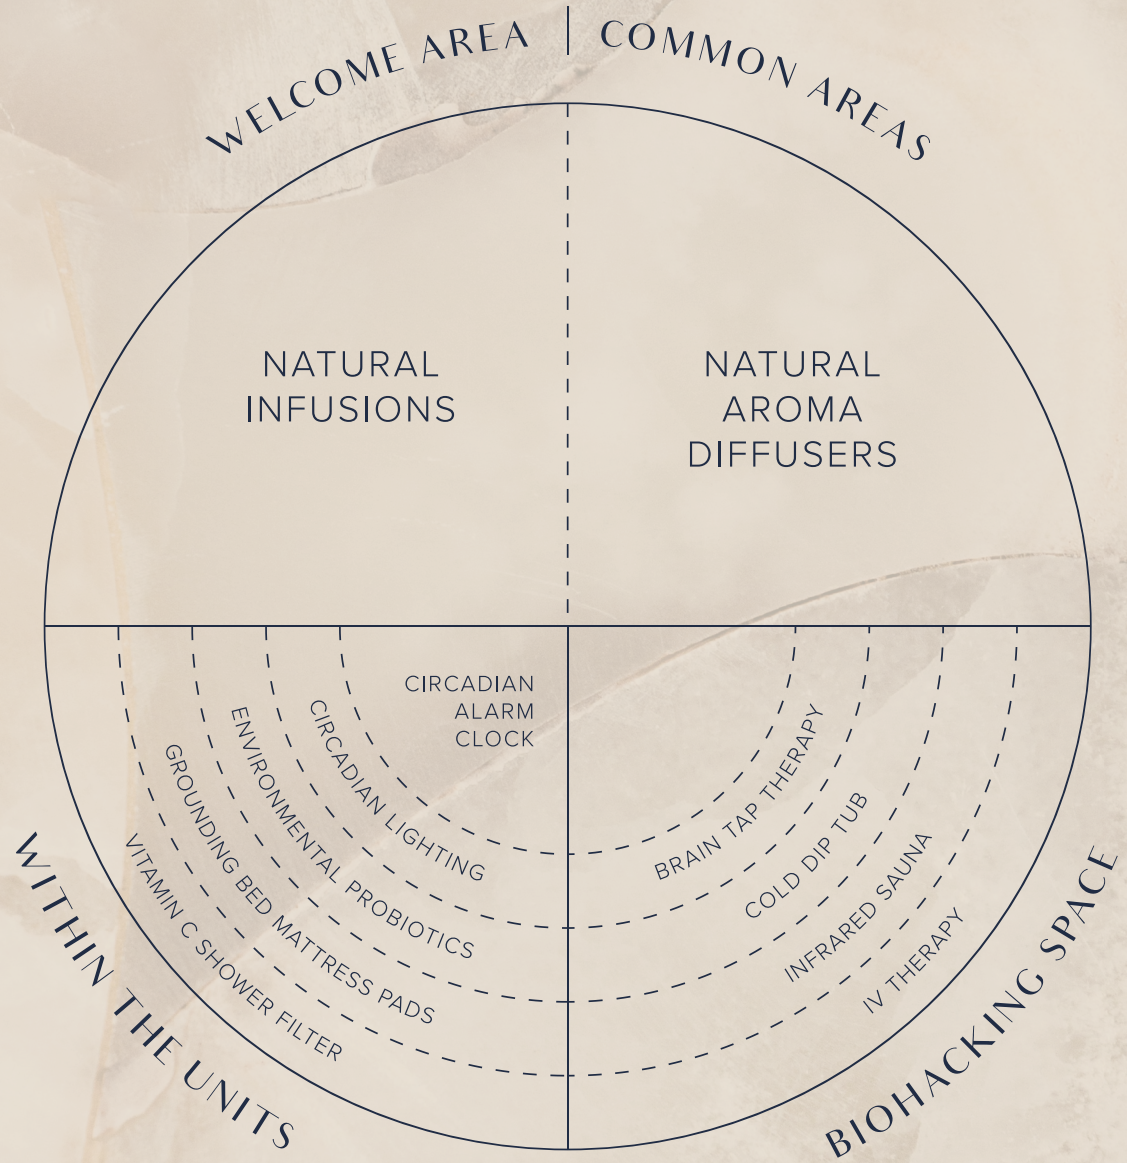 WELCOME AREA
COMMON AREAS
NATURAL
INFUSIONS
NATURAL
AROMA
DIFFUSERS
CIRCADIAN
ALARM
CLOCK
CIRCADIAN LIGHTING
ENVIRONMENTAL PROBIOTICS
GROUNDING BED MATTRESS PADS
VITAMIN C SHOWER FILTER
WITHIN THE UNITS
BRAIN TAP THERAPY
COLD DIP TUB
INFRARED SAUNA
IV THERAPY
BIOHACKING SPACE